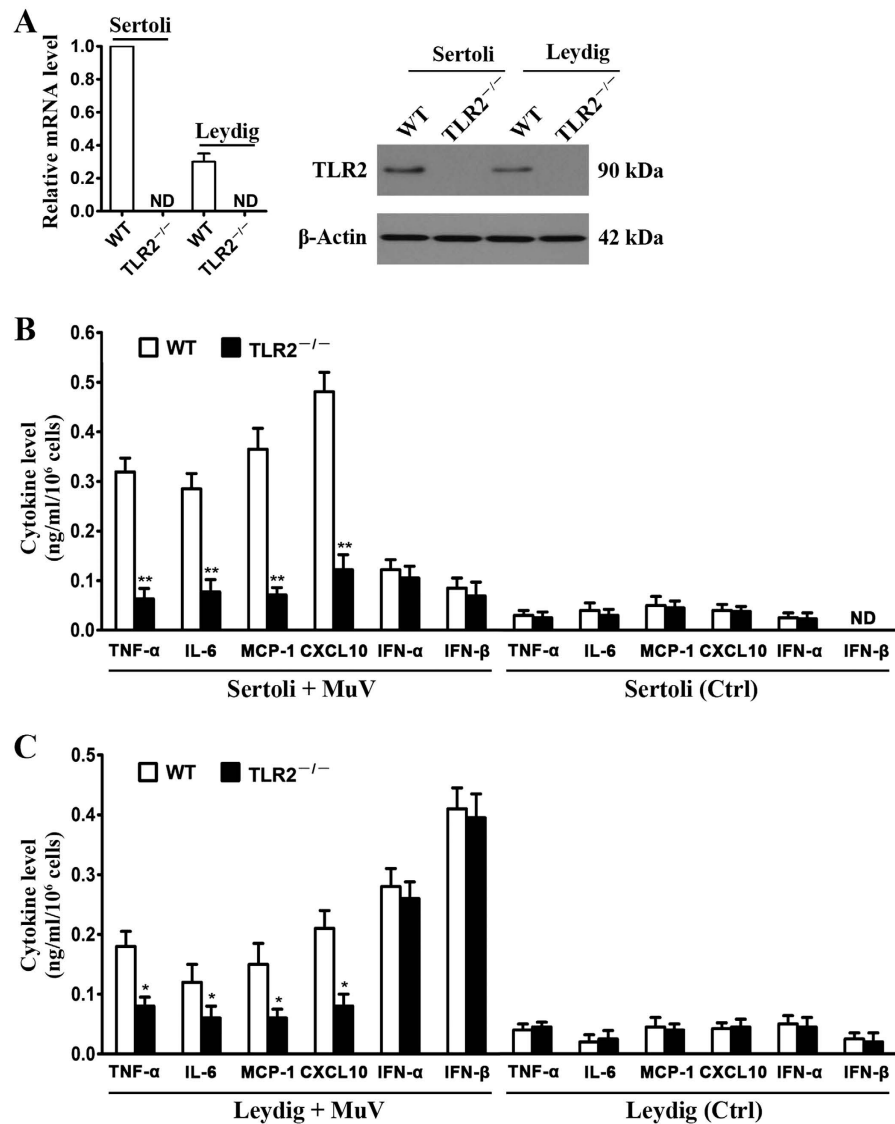 A
Sertoli
Relative mRNA level
1.0
0.8
0.6
0.4
0.2
0.0
Leydig
ND
ND
WT
TLR2−/−
WT
TLR2−/−
Sertoli
Leydig
WT
TLR2−/−
WT
TLR2−/−
TLR2
90 kDa
β-Actin
42 kDa
B
Cytokine level
(ng/ml/10⁶ cells)
0.6
0.5
0.4
0.3
0.2
0.1
0.0
WT
TLR2−/−
**
**
**
**
ND
TNF-α IL-6 MCP-1 CXCL10 IFN-α IFN-β TNF-α IL-6 MCP-1 CXCL10 IFN-α IFN-β
Sertoli + MuV
Sertoli (Ctrl)
C
Cytokine level
(ng/ml/10⁶ cells)
0.5
0.4
0.3
0.2
0.1
0.0
WT
TLR2−/−
*
*
*
*
TNF-α IL-6 MCP-1 CXCL10 IFN-α IFN-β TNF-α IL-6 MCP-1 CXCL10 IFN-α IFN-β
Leydig + MuV
Leydig (Ctrl)